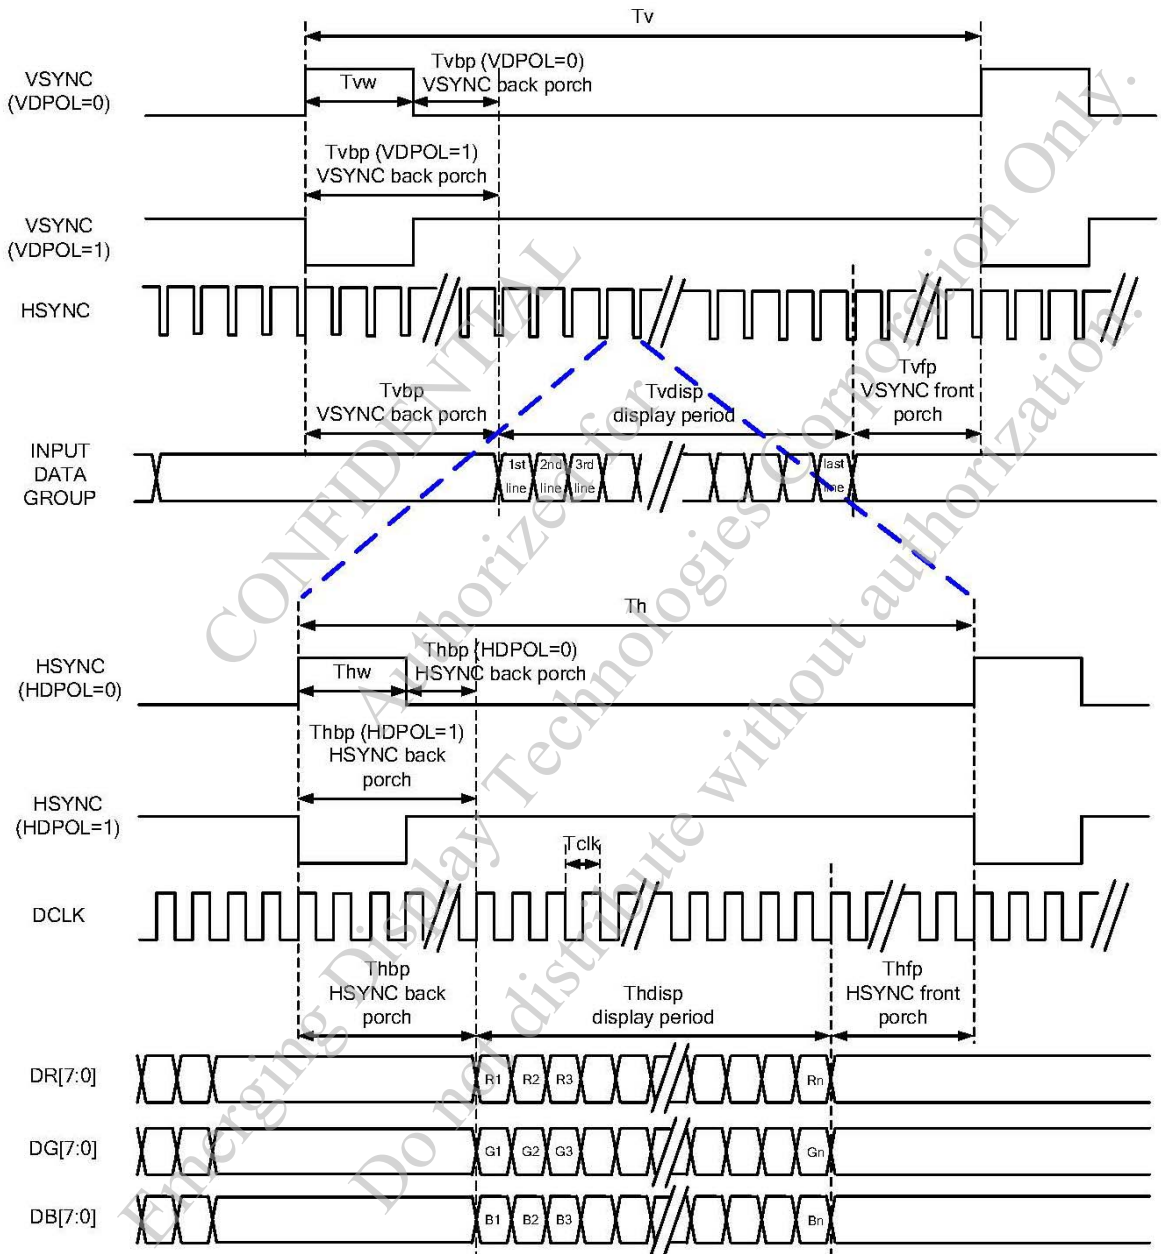 Tv
Tvbp (VDPOL=0)
VSYNC back porch
VSYNC
(VDPOL=0)
Tvw
Tvbp (VDPOL=1)
VSYNC back porch
VSYNC
(VDPOL=1)
HSYNC
Tvbp
VSYNC back porch
Tvdisp
display period
Tvfp
VSYNC front
porch
INPUT
DATA
GROUP
1st
line
2nd
line
3rd
line
last
line
Th
HSYNC
(HDPOL=0)
Thw
Thbp (HDPOL=0)
HSYNC back porch
Thbp (HDPOL=1)
HSYNC back
porch
HSYNC
(HDPOL=1)
Tclk
DCLK
Thbp
HSYNC back
porch
Thdisp
display period
Thfp
HSYNC front
porch
DR[7:0]
R1 R2 R3 Rn
DG[7:0]
G1 G2 G3 Gn
DB[7:0]
B1 B2 B3 Bn
CONFIDENTIAL
Authorized for
Emerging Display Technologies Corporation Only.
Do not distribute without authorization.